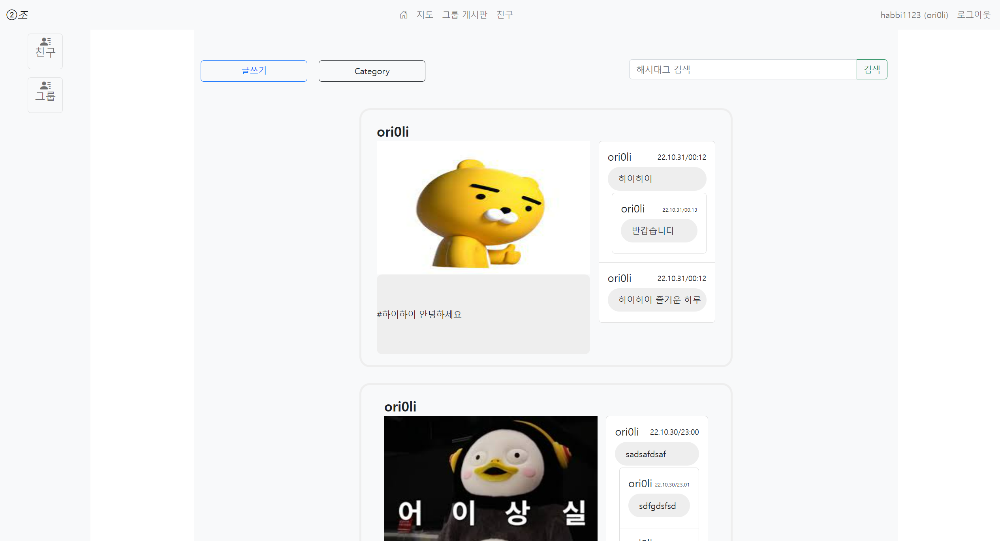 ②조
지도 그룹 게시판 친구
habbi1123 (ori0li) 로그아웃
친구
그룹
글쓰기
Category
해시태그 검색
검색
ori0li
#하이하이 안녕하세요
ori0li 22.10.31/00:12
하이하이
ori0li 22.10.31/00:13
반갑습니다
ori0li 22.10.31/00:12
하이하이 즐거운 하루
ori0li
어 이 상 실
ori0li 22.10.30/23:00
sadsafdsaf
ori0li 22.10.30/23:01
sdfgdsfsd